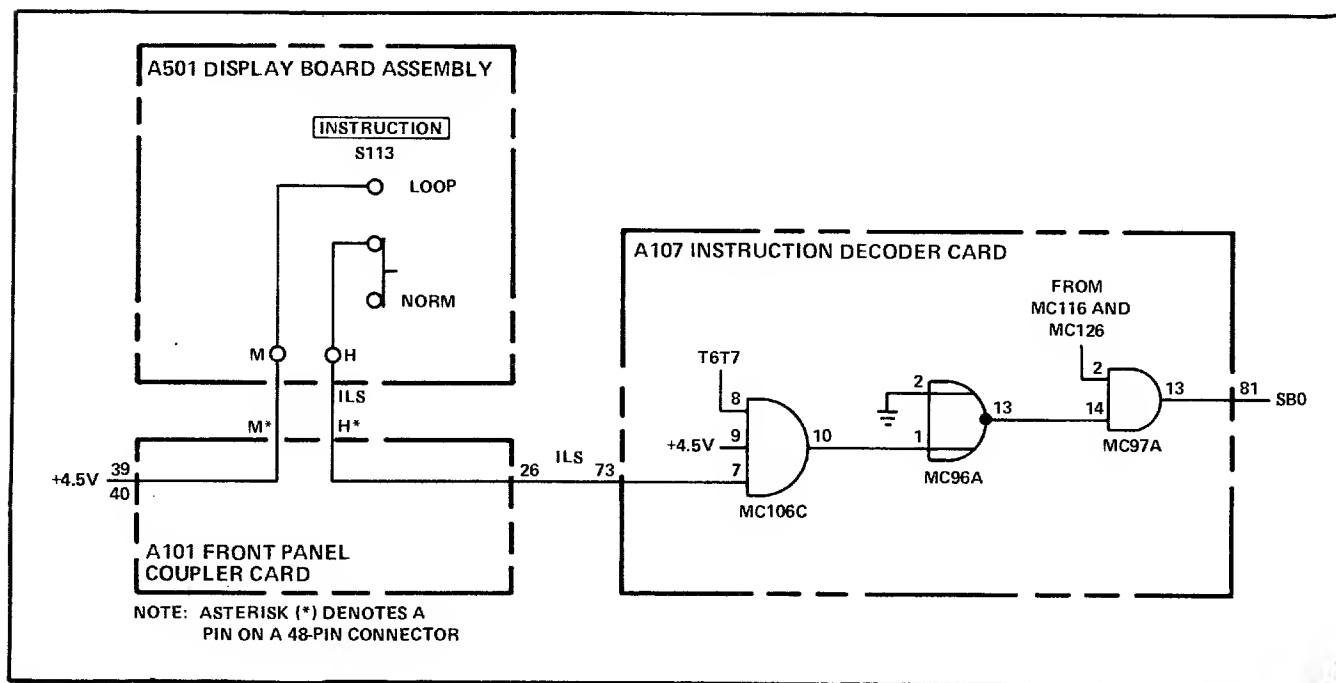 A501 DISPLAY BOARD ASSEMBLY
INSTRUCTION
S113
LOOP
NORM
M
H
ILS
M*
H*
+4.5V
39
40
26
ILS
73
A101 FRONT PANEL
COUPLER CARD
NOTE: ASTERISK (*) DENOTES A
PIN ON A 48-PIN CONNECTOR
A107 INSTRUCTION DECODER CARD
T6T7
8
+4.5V
9
7
10
MC106C
2
1
13
MC96A
FROM
MC116 AND
MC126
2
14
13
MC97A
81
SB0